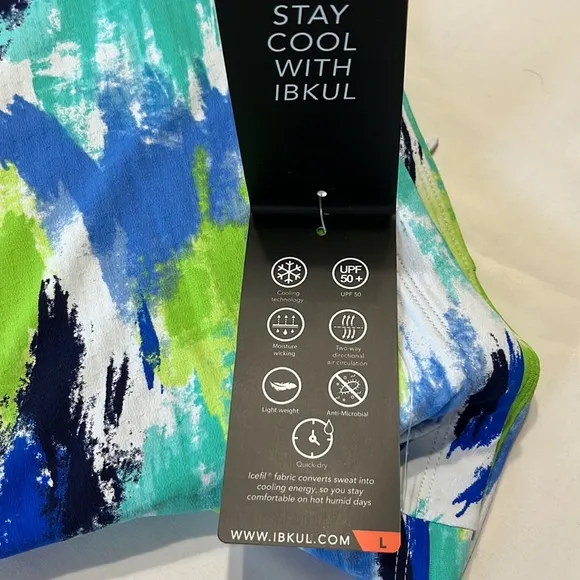 STAY
COOL
WITH
IBKUL
UPF
50+
Cooling
technology
UPF 50
Moisture
wicking
Two way
directional
air circulation
Light weight
Anti-Microbial
Quick-dry
Icefil® fabric converts sweat into
cooling energy, so you stay
comfortable on hot humid days
WWW.IBKUL.COM
L